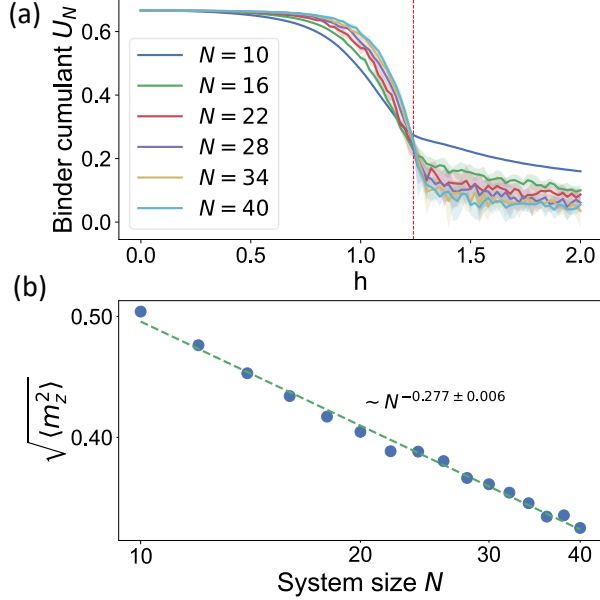 (a)
Binder cumulant U_N
0.6
0.4
0.2
0.0
N = 10
N = 16
N = 22
N = 28
N = 34
N = 40
0.0 0.5 1.0 1.5 2.0
h
(b)
√⟨m_z^2⟩
0.50
0.40
~ N^{-0.277 ± 0.006}
10 20 30 40
System size N